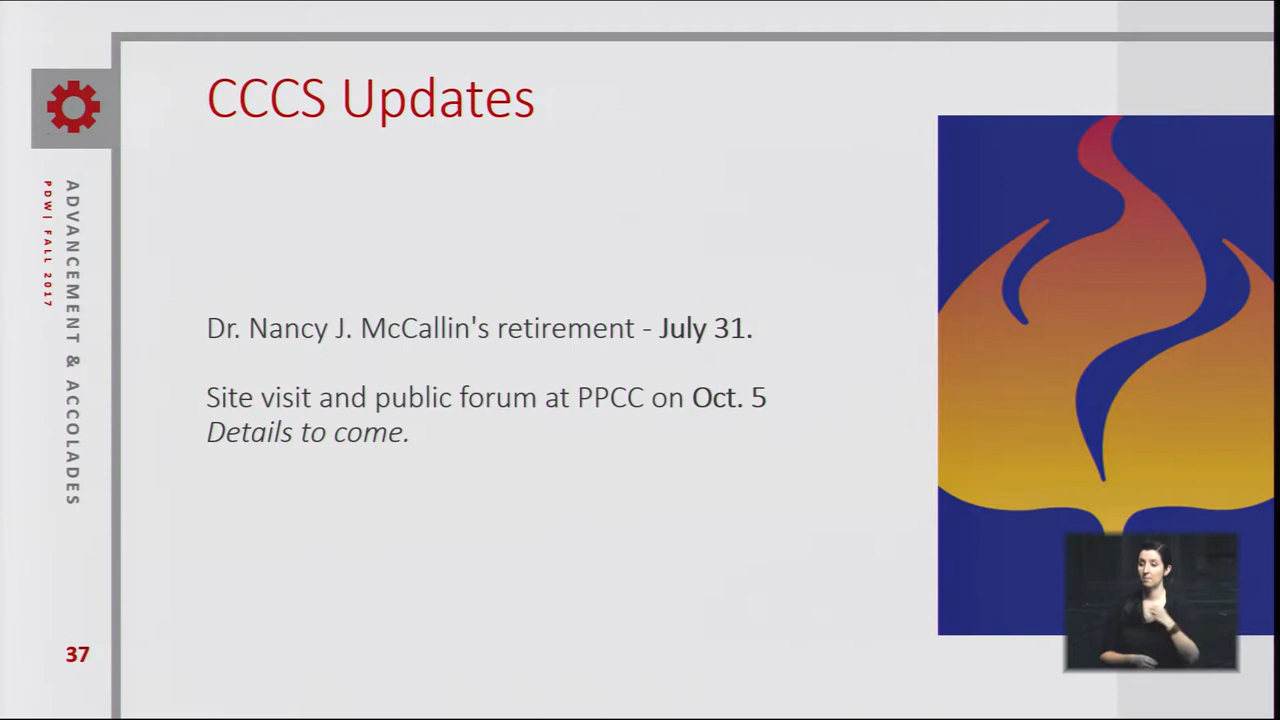 CCCS Updates
ADVANCEMENT & ACCOLADES
PDW| FALL 2017
Dr. Nancy J. McCallin's retirement - July 31.
Site visit and public forum at PPCC on Oct. 5
Details to come.
37